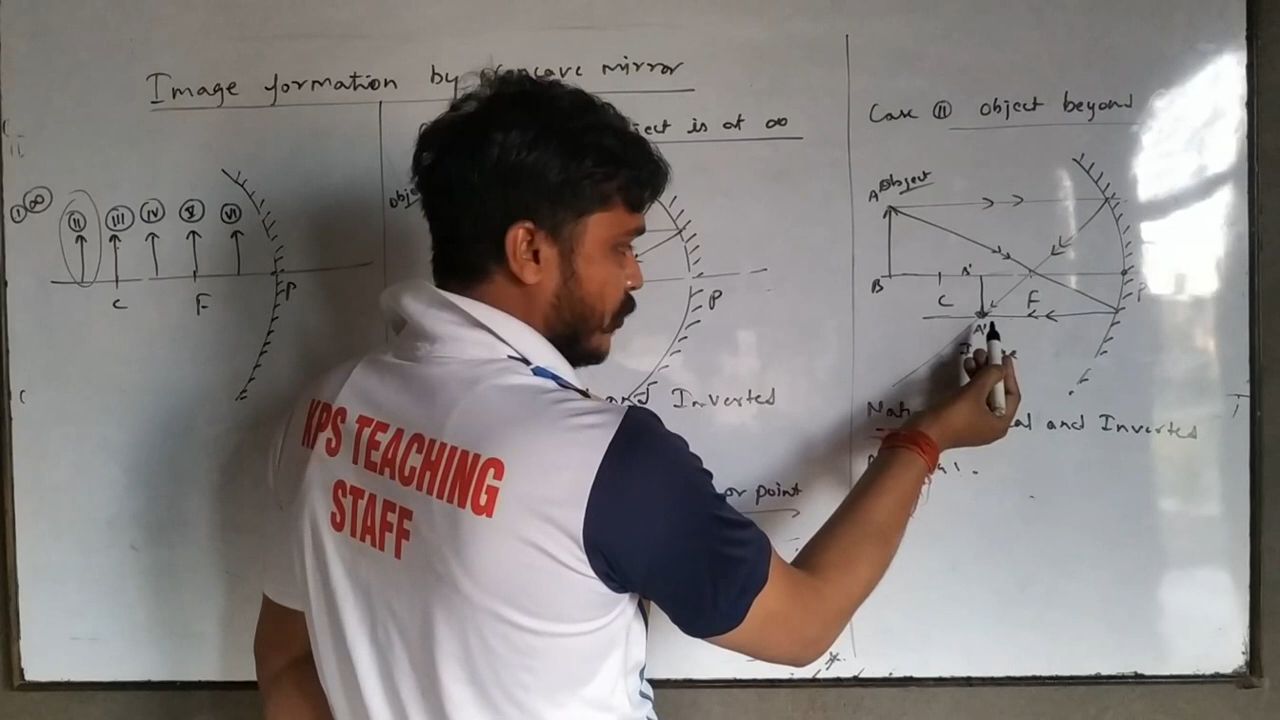 Image formation by concave mirror
ject is at ∞
Case II object beyond
I ∞
II III IV V VI
C F P
P
and Inverted
or point
A Object
B C B' F P
A'
al and Inverted
KPS TEACHING
STAFF